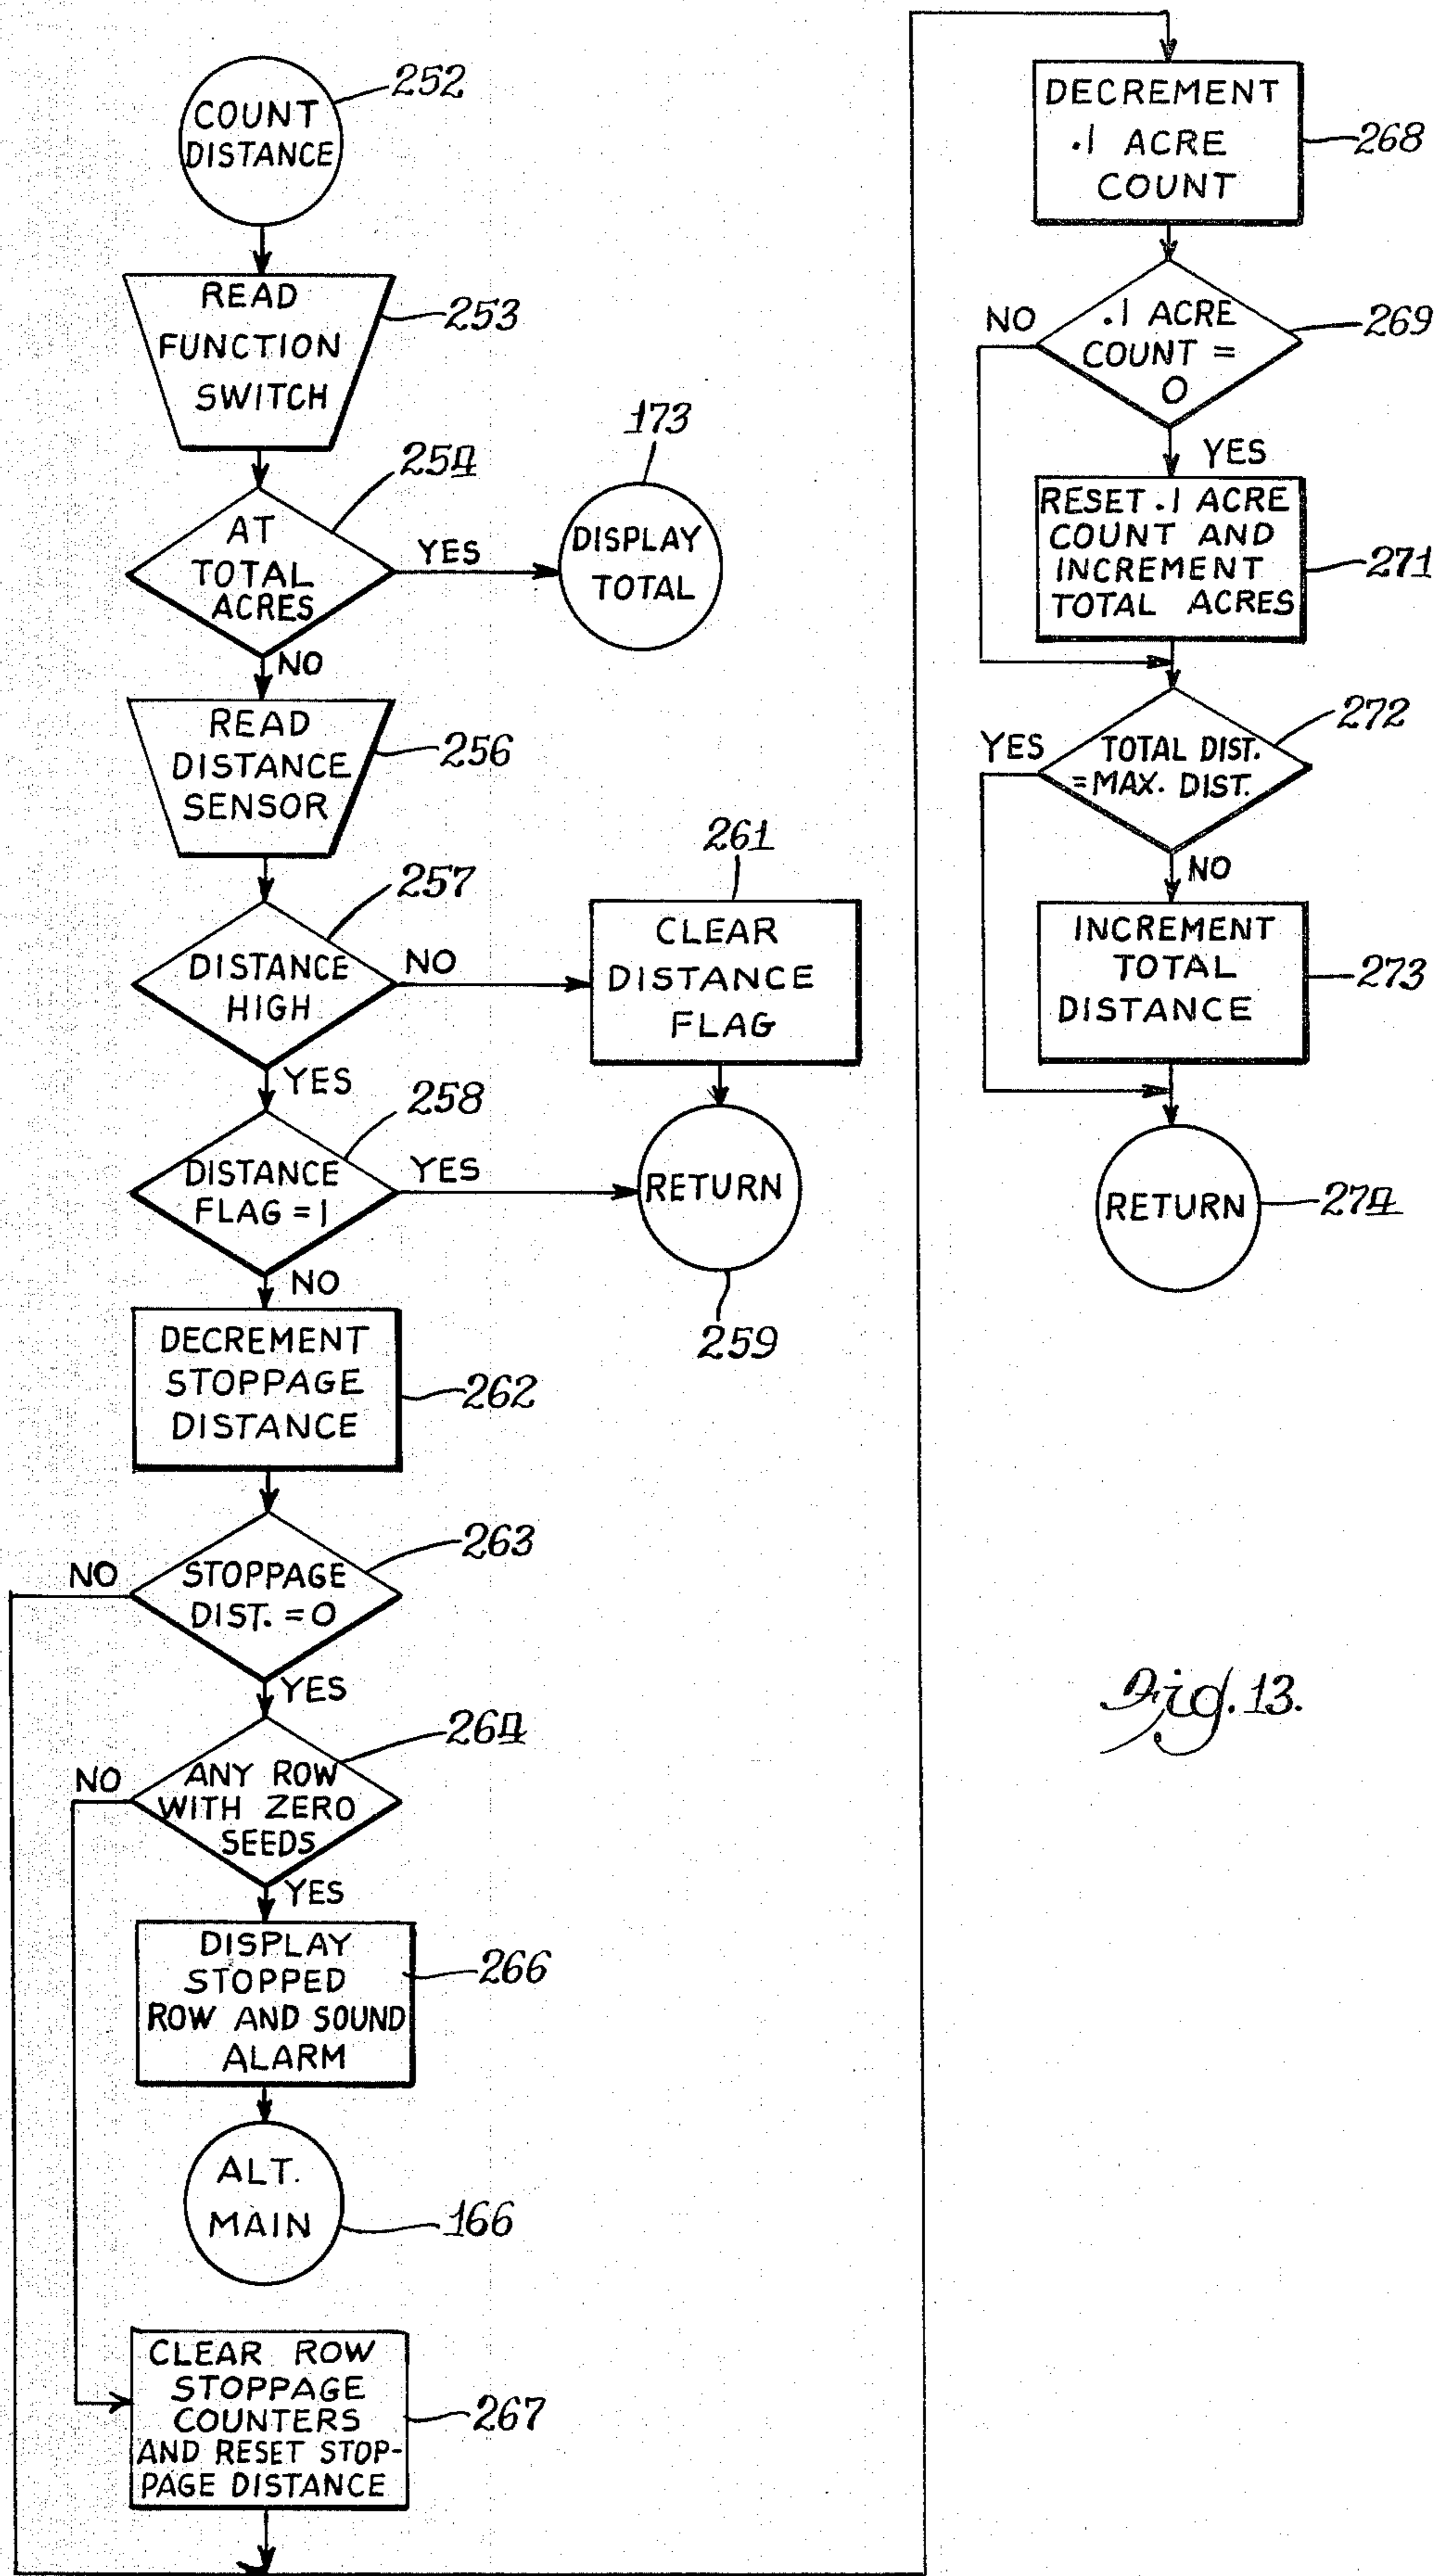 COUNT
DISTANCE
252
READ
FUNCTION
SWITCH
253
AT
TOTAL
ACRES
254
YES
DISPLAY
TOTAL
173
NO
READ
DISTANCE
SENSOR
256
DISTANCE
HIGH
257
NO
CLEAR
DISTANCE
FLAG
261
YES
DISTANCE
FLAG = 1
258
YES
RETURN
259
NO
DECREMENT
STOPPAGE
DISTANCE
262
STOPPAGE
DIST. = 0
263
NO
YES
ANY ROW
WITH ZERO
SEEDS
264
NO
YES
DISPLAY
STOPPED
ROW AND SOUND
ALARM
266
ALT.
MAIN
166
CLEAR ROW
STOPPAGE
COUNTERS
AND RESET STOP-
PAGE DISTANCE
267
DECREMENT
.1 ACRE
COUNT
268
.1 ACRE
COUNT =
0
269
NO
YES
RESET .1 ACRE
COUNT AND
INCREMENT
TOTAL ACRES
271
TOTAL DIST.
=MAX. DIST.
272
YES
NO
INCREMENT
TOTAL
DISTANCE
273
RETURN
274
Fig. 13.